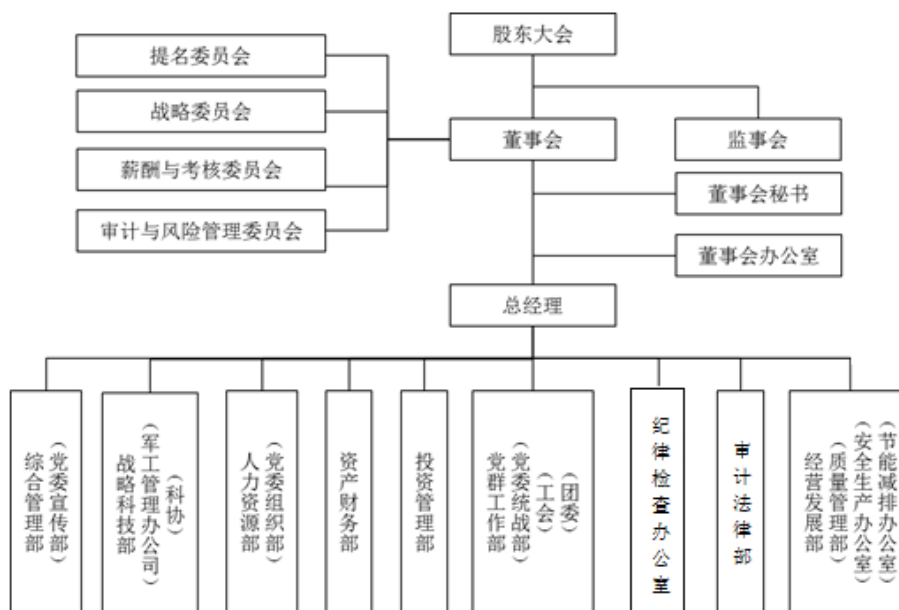 股东大会
提名委员会
战略委员会
薪酬与考核委员会
审计与风险管理委员会
董事会
监事会
董事会秘书
董事会办公室
总经理
综合管理部
（党委宣传部）
战略科技部
（军工管理办公司）
（科协）
人力资源部
（党委组织部）
资产财务部
投资管理部
党群工作部
（党委统战部）
（工会）
（团委）
纪律检查办公室
审计法律部
经营发展部
（质量管理部）
（安全生产办公室）
（节能减排办公室）